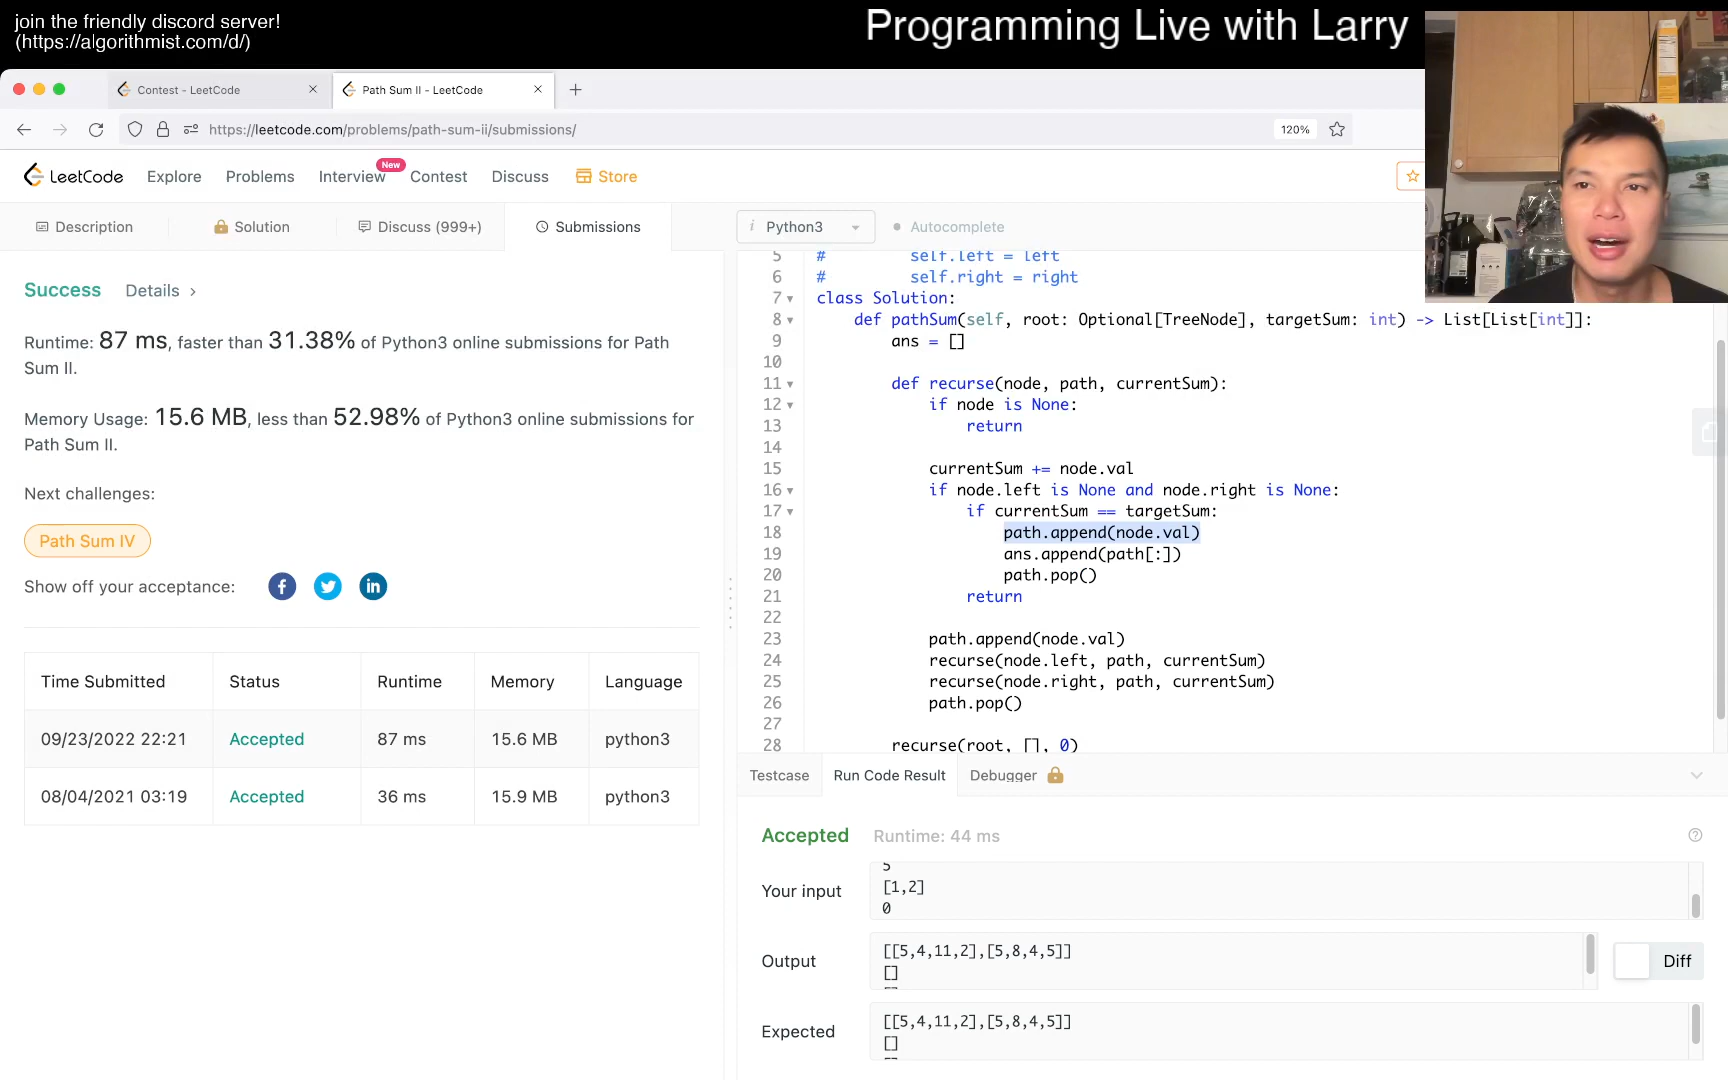 join the friendly discord server!
(https://algorithmist.com/d/)
Programming Live with Larry
Contest - LeetCode
Path Sum II - LeetCode
https://leetcode.com/problems/path-sum-ii/submissions/
120%
LeetCode
Explore
Problems
Interview
New
Contest
Discuss
Store
Description
Solution
Discuss (999+)
Submissions
i Python3
Autocomplete
Success
Details
Runtime: 87 ms, faster than 31.38% of Python3 online submissions for Path
Sum II.
Memory Usage: 15.6 MB, less than 52.98% of Python3 online submissions for
Path Sum II.
Next challenges:
Path Sum IV
Show off your acceptance:
Time Submitted Status Runtime Memory Language
09/23/2022 22:21 Accepted 87 ms 15.6 MB python3
08/04/2021 03:19 Accepted 36 ms 15.9 MB python3
5 # self.left = left
6 # self.right = right
7 class Solution:
8 def pathSum(self, root: Optional[TreeNode], targetSum: int) -> List[List[int]]:
9 ans = []
10
11 def recurse(node, path, currentSum):
12 if node is None:
13 return
14
15 currentSum += node.val
16 if node.left is None and node.right is None:
17 if currentSum == targetSum:
18 path.append(node.val)
19 ans.append(path[:])
20 path.pop()
21 return
22
23 path.append(node.val)
24 recurse(node.left, path, currentSum)
25 recurse(node.right, path, currentSum)
26 path.pop()
27
28 recurse(root, [], 0)
Testcase
Run Code Result
Debugger
Accepted
Runtime: 44 ms
Your input
5
[1,2]
0
Output
[[5,4,11,2],[5,8,4,5]]
[]
Diff
Expected
[[5,4,11,2],[5,8,4,5]]
[]